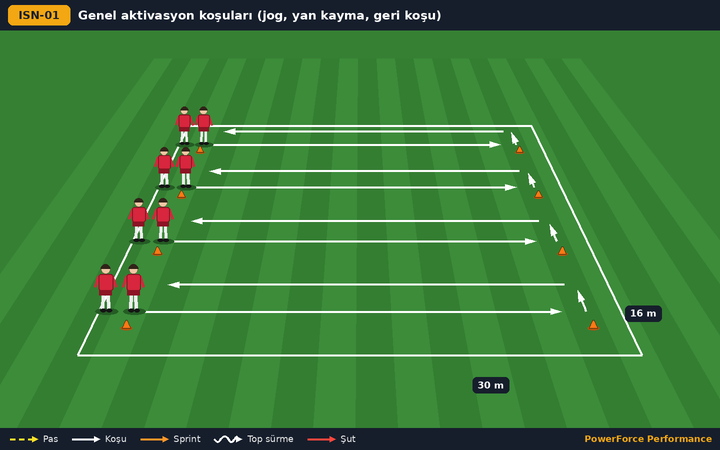 ISN-01 Genel aktivasyon koşuları (jog, yan kayma, geri koşu)
16 m
30 m
Pas Koşu Sprint Top sürme Şut PowerForce Performance